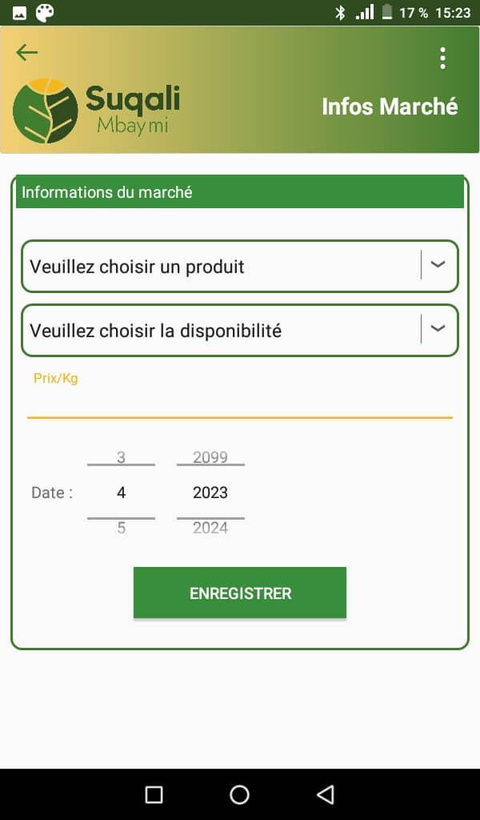 17 % 15:23
Suqali
Mbay mi
Infos Marché
Informations du marché
Veuillez choisir un produit
Veuillez choisir la disponibilité
Prix/Kg
3 2099
Date : 4 2023
5 2024
ENREGISTRER